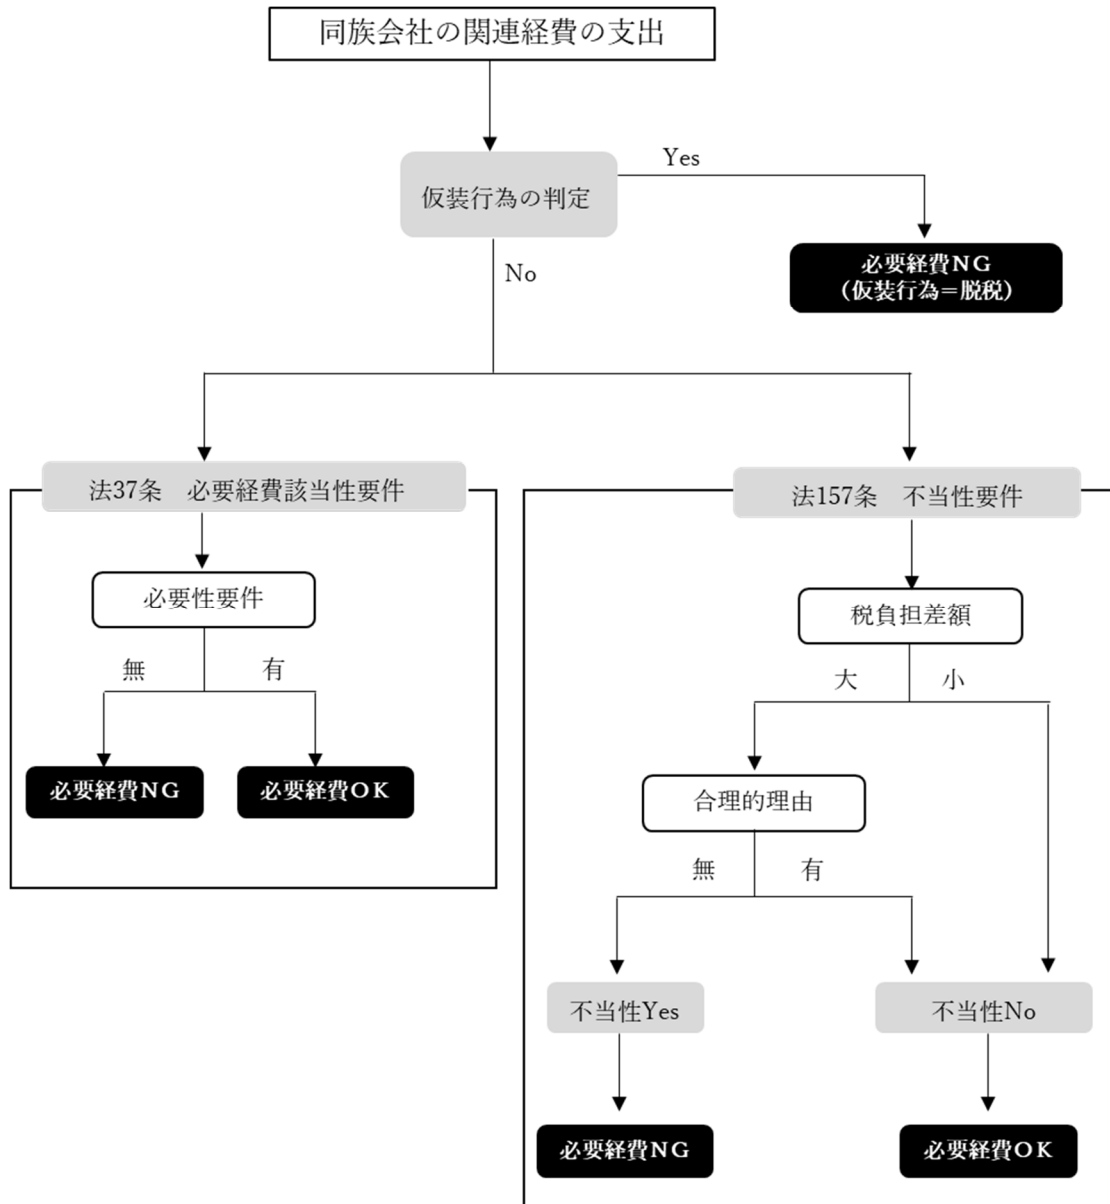 同族会社の関連経費の支出
Yes
仮装行為の判定
No
必要経費NG
(仮装行為＝脱税)
法37条　必要経費該当性要件
必要性要件
無
有
必要経費NG
必要経費OK
法157条　不当性要件
税負担差額
大
小
合理的理由
無
有
不当性Yes
不当性No
必要経費NG
必要経費OK